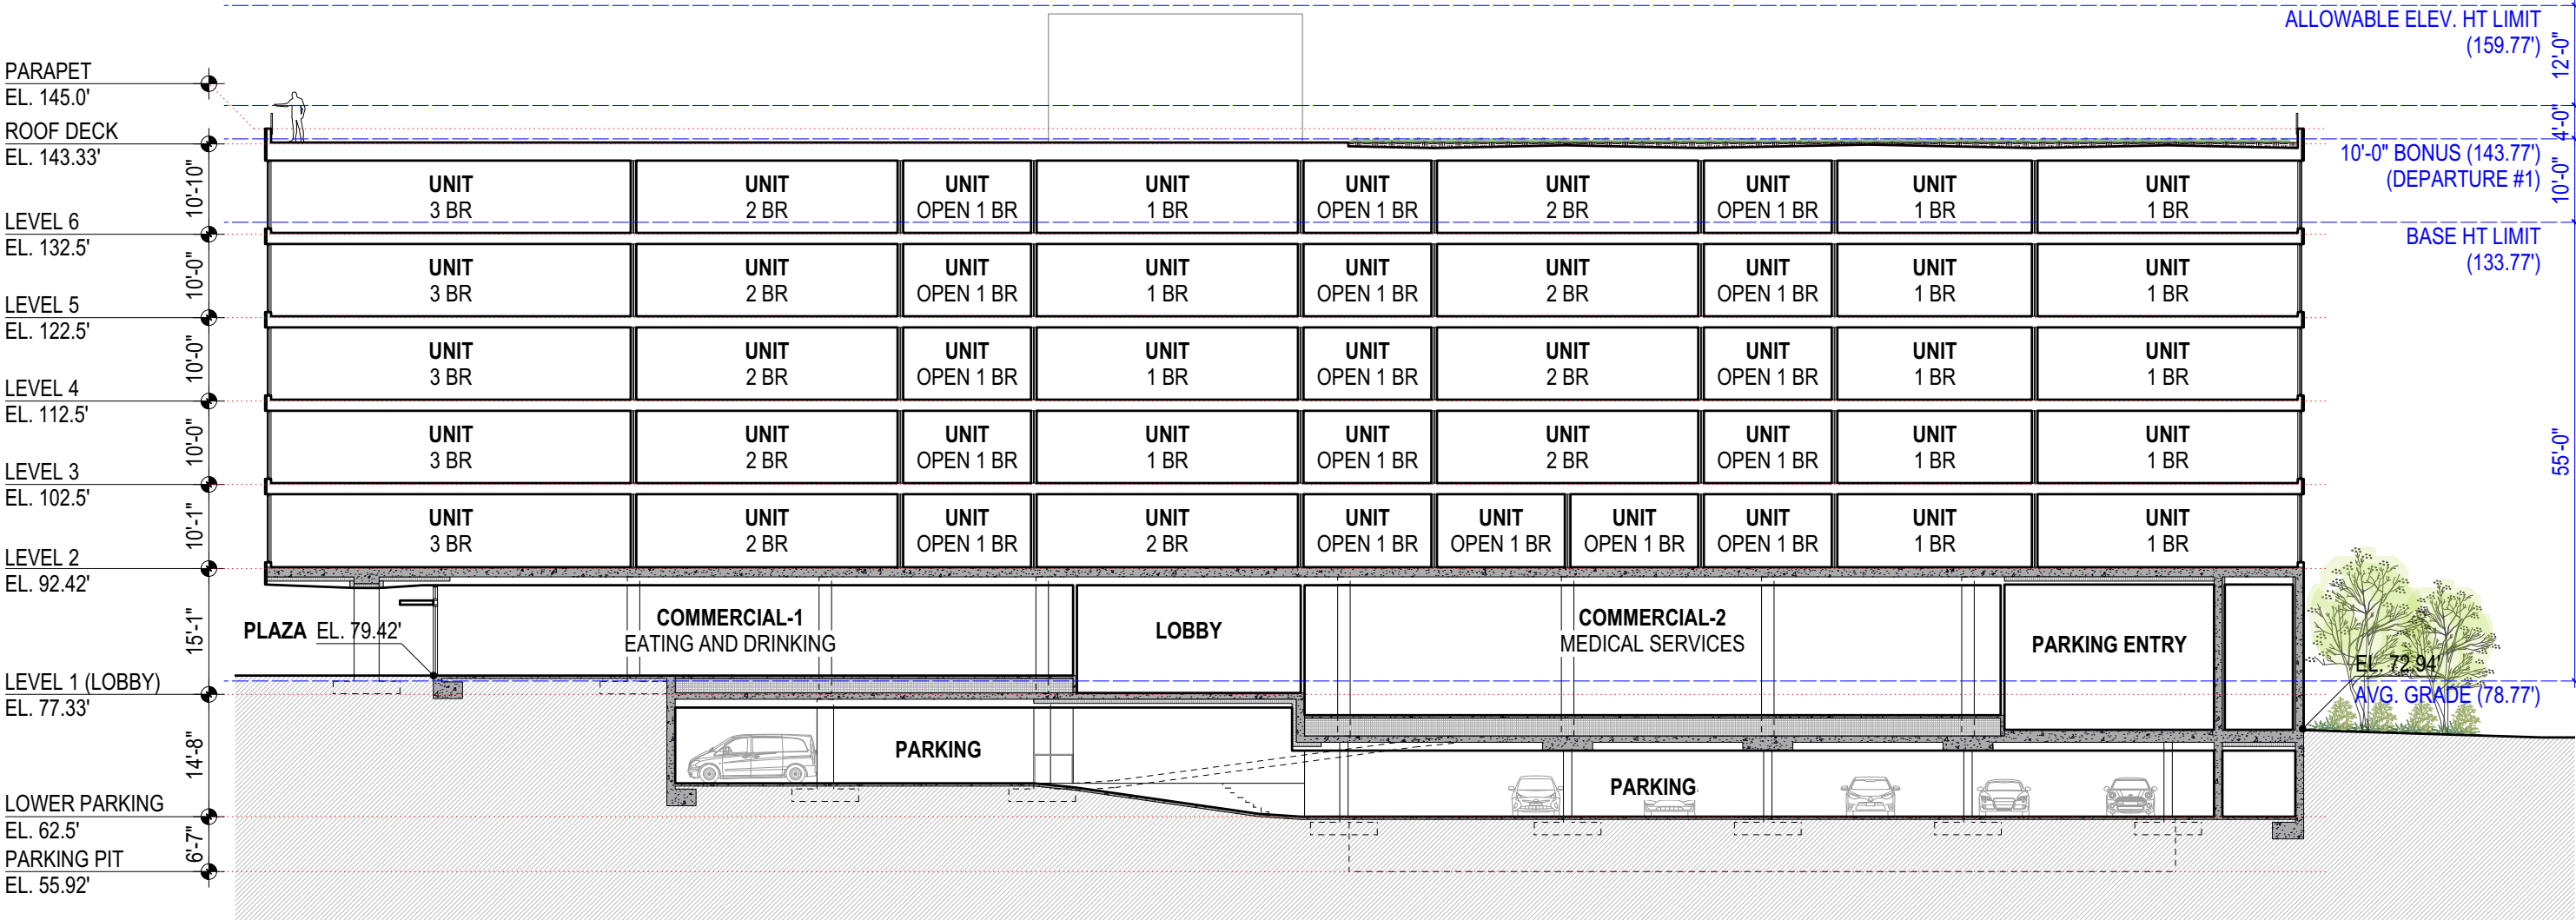 ALLOWABLE ELEV. HT LIMIT
(159.77')
12'-0"
PARAPET
EL. 145.0'
4'-0"
ROOF DECK
EL. 143.33'
10'-0" BONUS (143.77')
(DEPARTURE #1)
10'-0"
10'-10"
UNIT UNIT UNIT UNIT UNIT UNIT UNIT UNIT UNIT
3 BR 2 BR OPEN 1 BR 1 BR OPEN 1 BR 2 BR OPEN 1 BR 1 BR 1 BR
LEVEL 6
EL. 132.5'
BASE HT LIMIT
(133.77')
10'-0"
UNIT UNIT UNIT UNIT UNIT UNIT UNIT UNIT UNIT
3 BR 2 BR OPEN 1 BR 1 BR OPEN 1 BR 2 BR OPEN 1 BR 1 BR 1 BR
LEVEL 5
EL. 122.5'
10'-0"
UNIT UNIT UNIT UNIT UNIT UNIT UNIT UNIT UNIT
3 BR 2 BR OPEN 1 BR 1 BR OPEN 1 BR 2 BR OPEN 1 BR 1 BR 1 BR
LEVEL 4
EL. 112.5'
10'-0"
UNIT UNIT UNIT UNIT UNIT UNIT UNIT UNIT UNIT
3 BR 2 BR OPEN 1 BR 1 BR OPEN 1 BR 2 BR OPEN 1 BR 1 BR 1 BR
55'-0"
LEVEL 3
EL. 102.5'
10'-1"
UNIT UNIT UNIT UNIT UNIT UNIT UNIT UNIT UNIT UNIT
3 BR 2 BR OPEN 1 BR 2 BR OPEN 1 BR OPEN 1 BR OPEN 1 BR OPEN 1 BR 1 BR 1 BR
LEVEL 2
EL. 92.42'
15'-1"
PLAZA EL. 79.42'
COMMERCIAL-1
EATING AND DRINKING
LOBBY
COMMERCIAL-2
MEDICAL SERVICES
PARKING ENTRY
EL. 72.94'
AVG. GRADE (78.77')
LEVEL 1 (LOBBY)
EL. 77.33'
14'-8"
PARKING
PARKING
LOWER PARKING
EL. 62.5'
6'-7"
PARKING PIT
EL. 55.92'